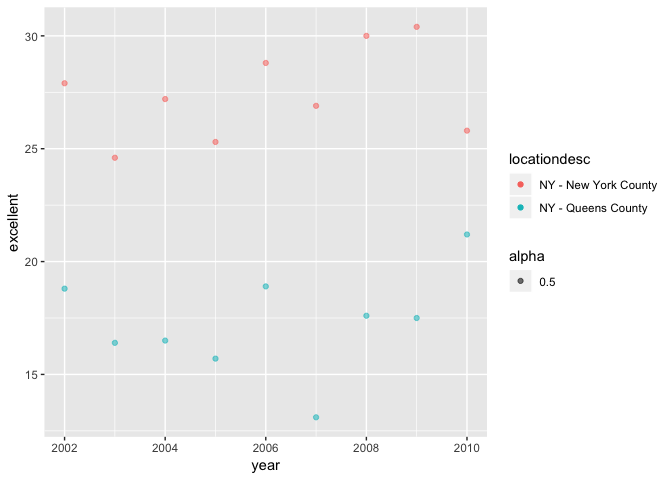 30
25
20
15
excellent
2002 2004 2006 2008 2010
year
locationdesc
NY - New York County
NY - Queens County
alpha
0.5